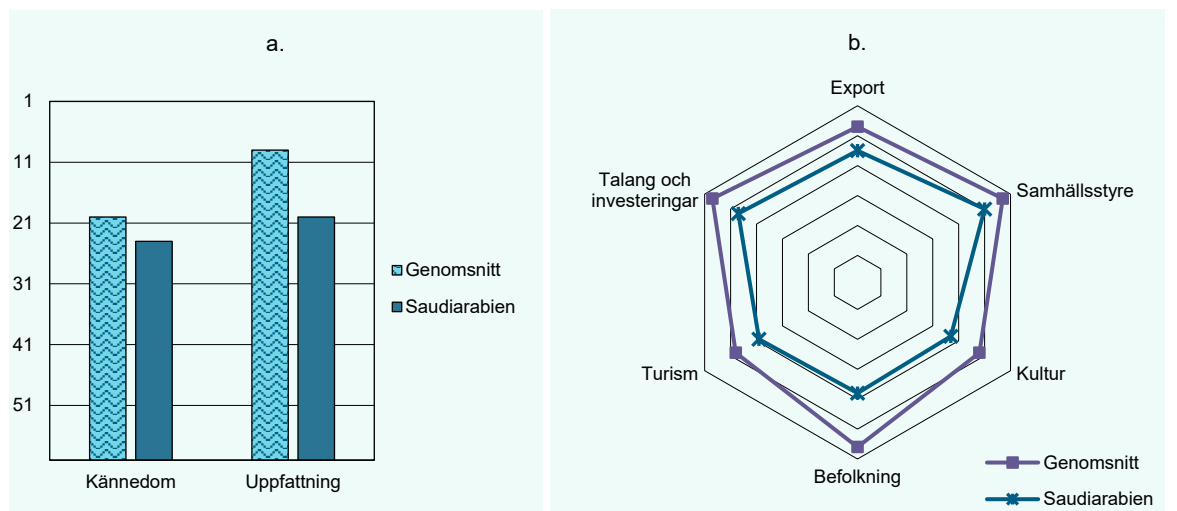 a.
1
11
21
31
41
51
Kännedom
Uppfattning
Genomsnitt
Saudiarabien
b.
Export
Samhällsstyre
Kultur
Befolkning
Turism
Talang och
investeringar
Genomsnitt
Saudiarabien